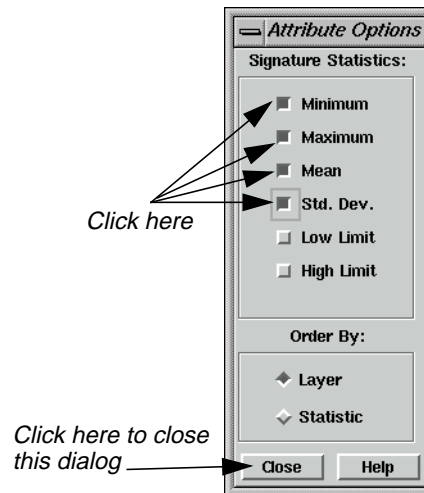 Attribute Options
Signature Statistics:
Minimum
Maximum
Mean
Std. Dev.
Click here
Low Limit
High Limit
Order By:
Layer
Statistic
Click here to close
this dialog
Close
Help